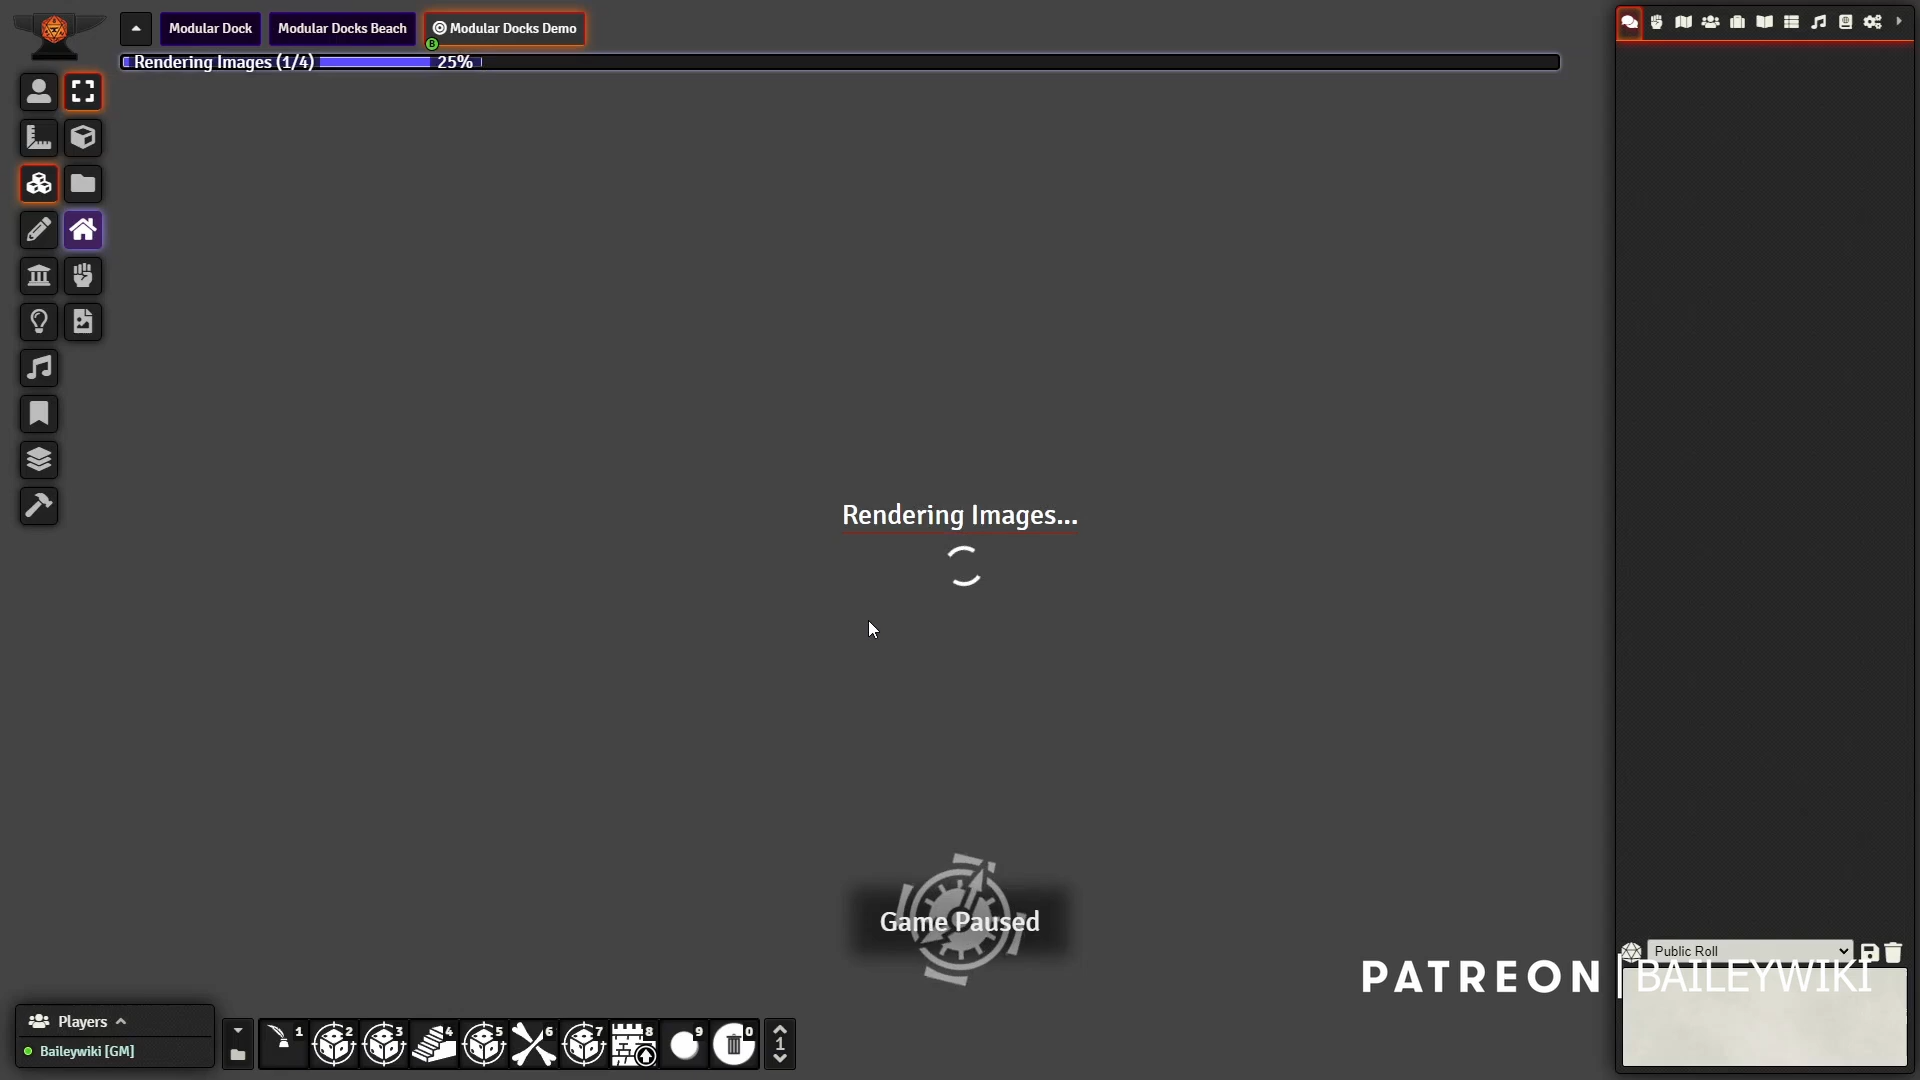 Modular Dock
Modular Docks Beach
Modular Docks Demo
B
Rendering Images (1/4)
25%
Rendering Images...
Game Paused
Public Roll
PATREON | BAILEYWIKI
Players
Baileywiki [GM]
1
2
3
4
5
6
7
8
9
0
1